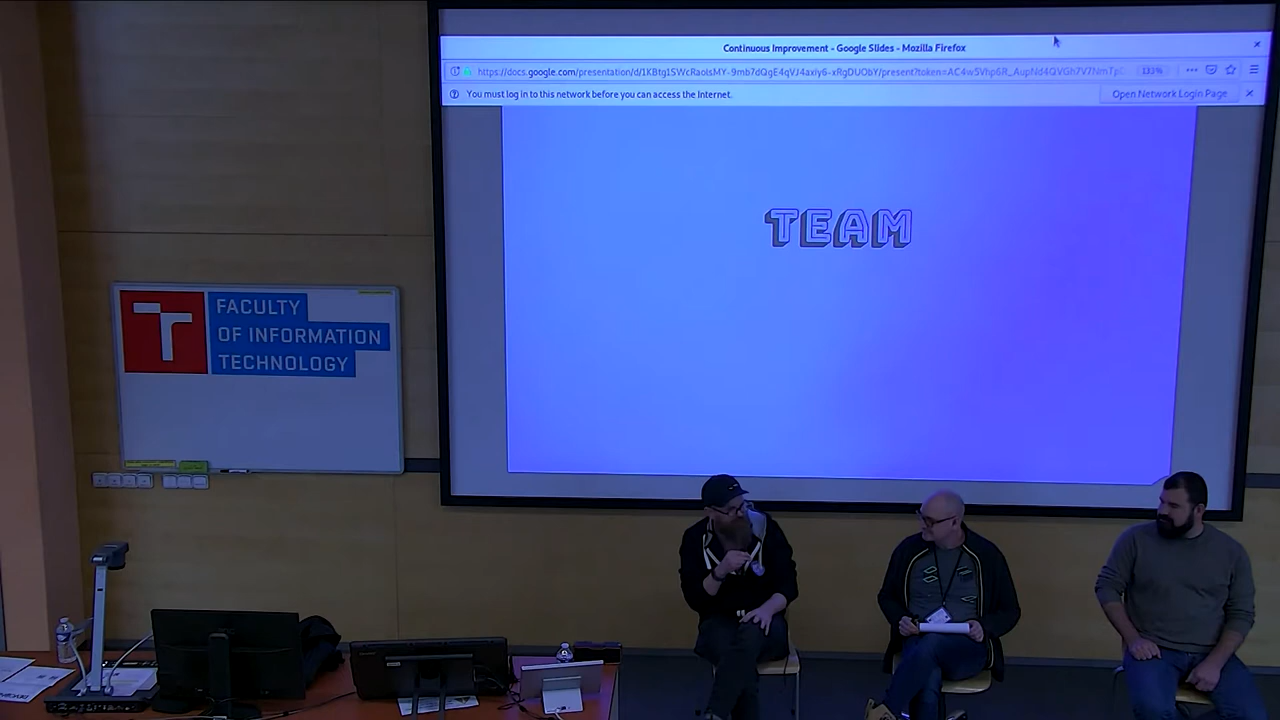 Continuous Improvement - Google Slides - Mozilla Firefox
133%
You must log in to this network before you can access the Internet.
Open Network Login Page
TEAM
FACULTY
OF INFORMATION
TECHNOLOGY